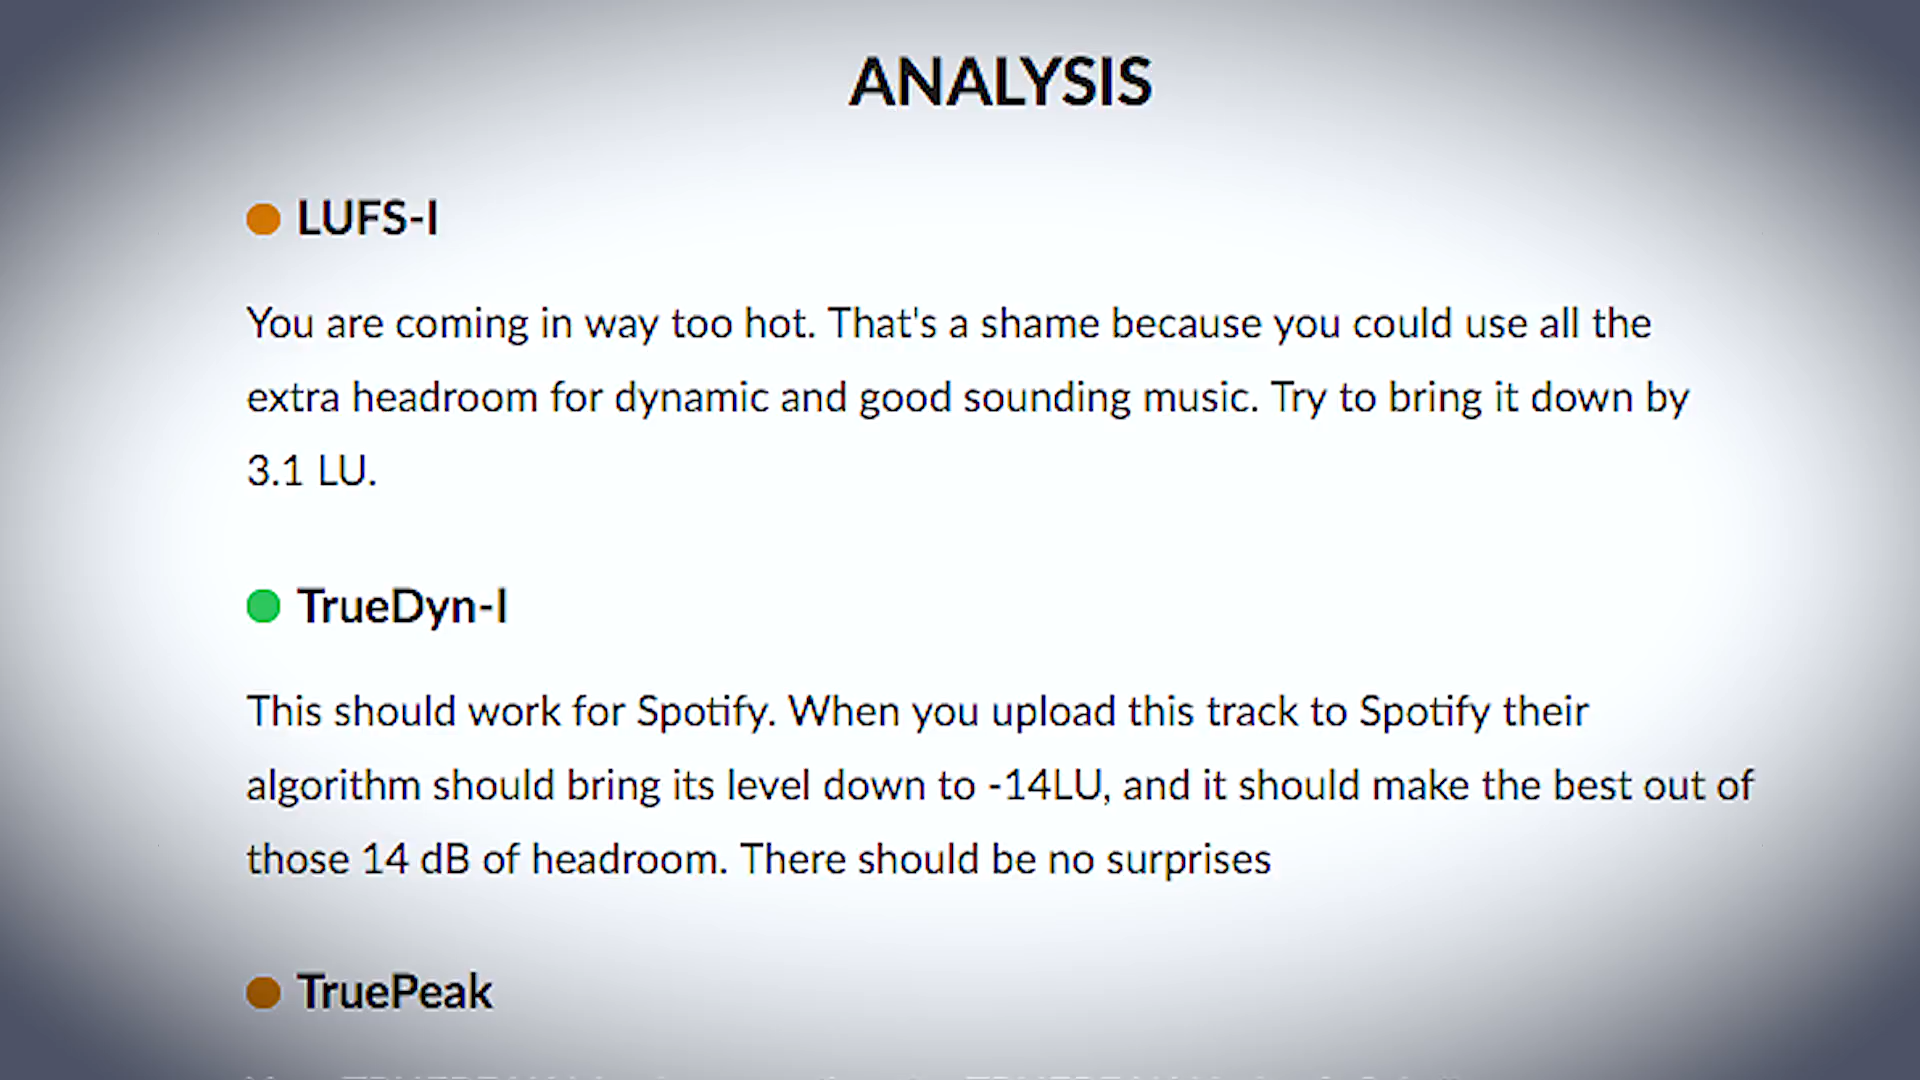 ANALYSIS
LUFS-I
You are coming in way too hot. That's a shame because you could use all the
extra headroom for dynamic and good sounding music. Try to bring it down by
3.1 LU.
TrueDyn-I
This should work for Spotify. When you upload this track to Spotify their
algorithm should bring its level down to -14LU, and it should make the best out of
those 14 dB of headroom. There should be no surprises
TruePeak